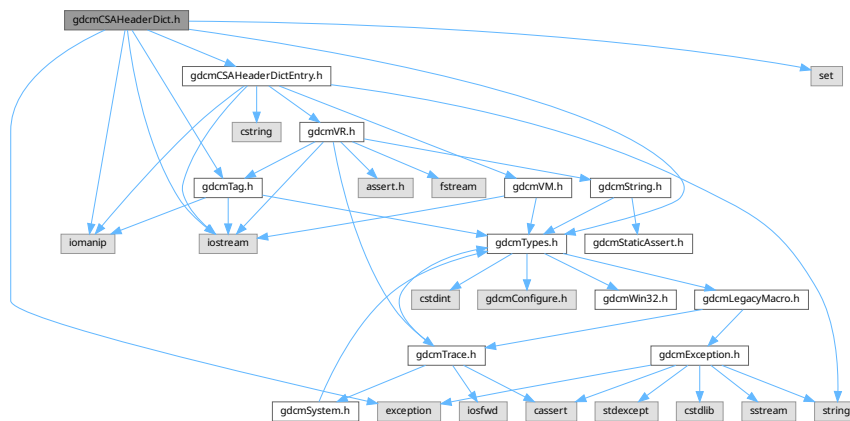 gdcmCSAHeaderDict.h
gdcmCSAHeaderDictEntry.h
set
cstring
gdcmVR.h
gdcmTag.h
assert.h
fstream
gdcmVM.h
gdcmString.h
iomanip
iostream
gdcmTypes.h
gdcmStaticAssert.h
cstdint
gdcmConfigure.h
gdcmWin32.h
gdcmLegacyMacro.h
gdcmTrace.h
gdcmException.h
gdcmSystem.h
exception
iosfwd
cassert
stdexcept
cstdlib
sstream
string